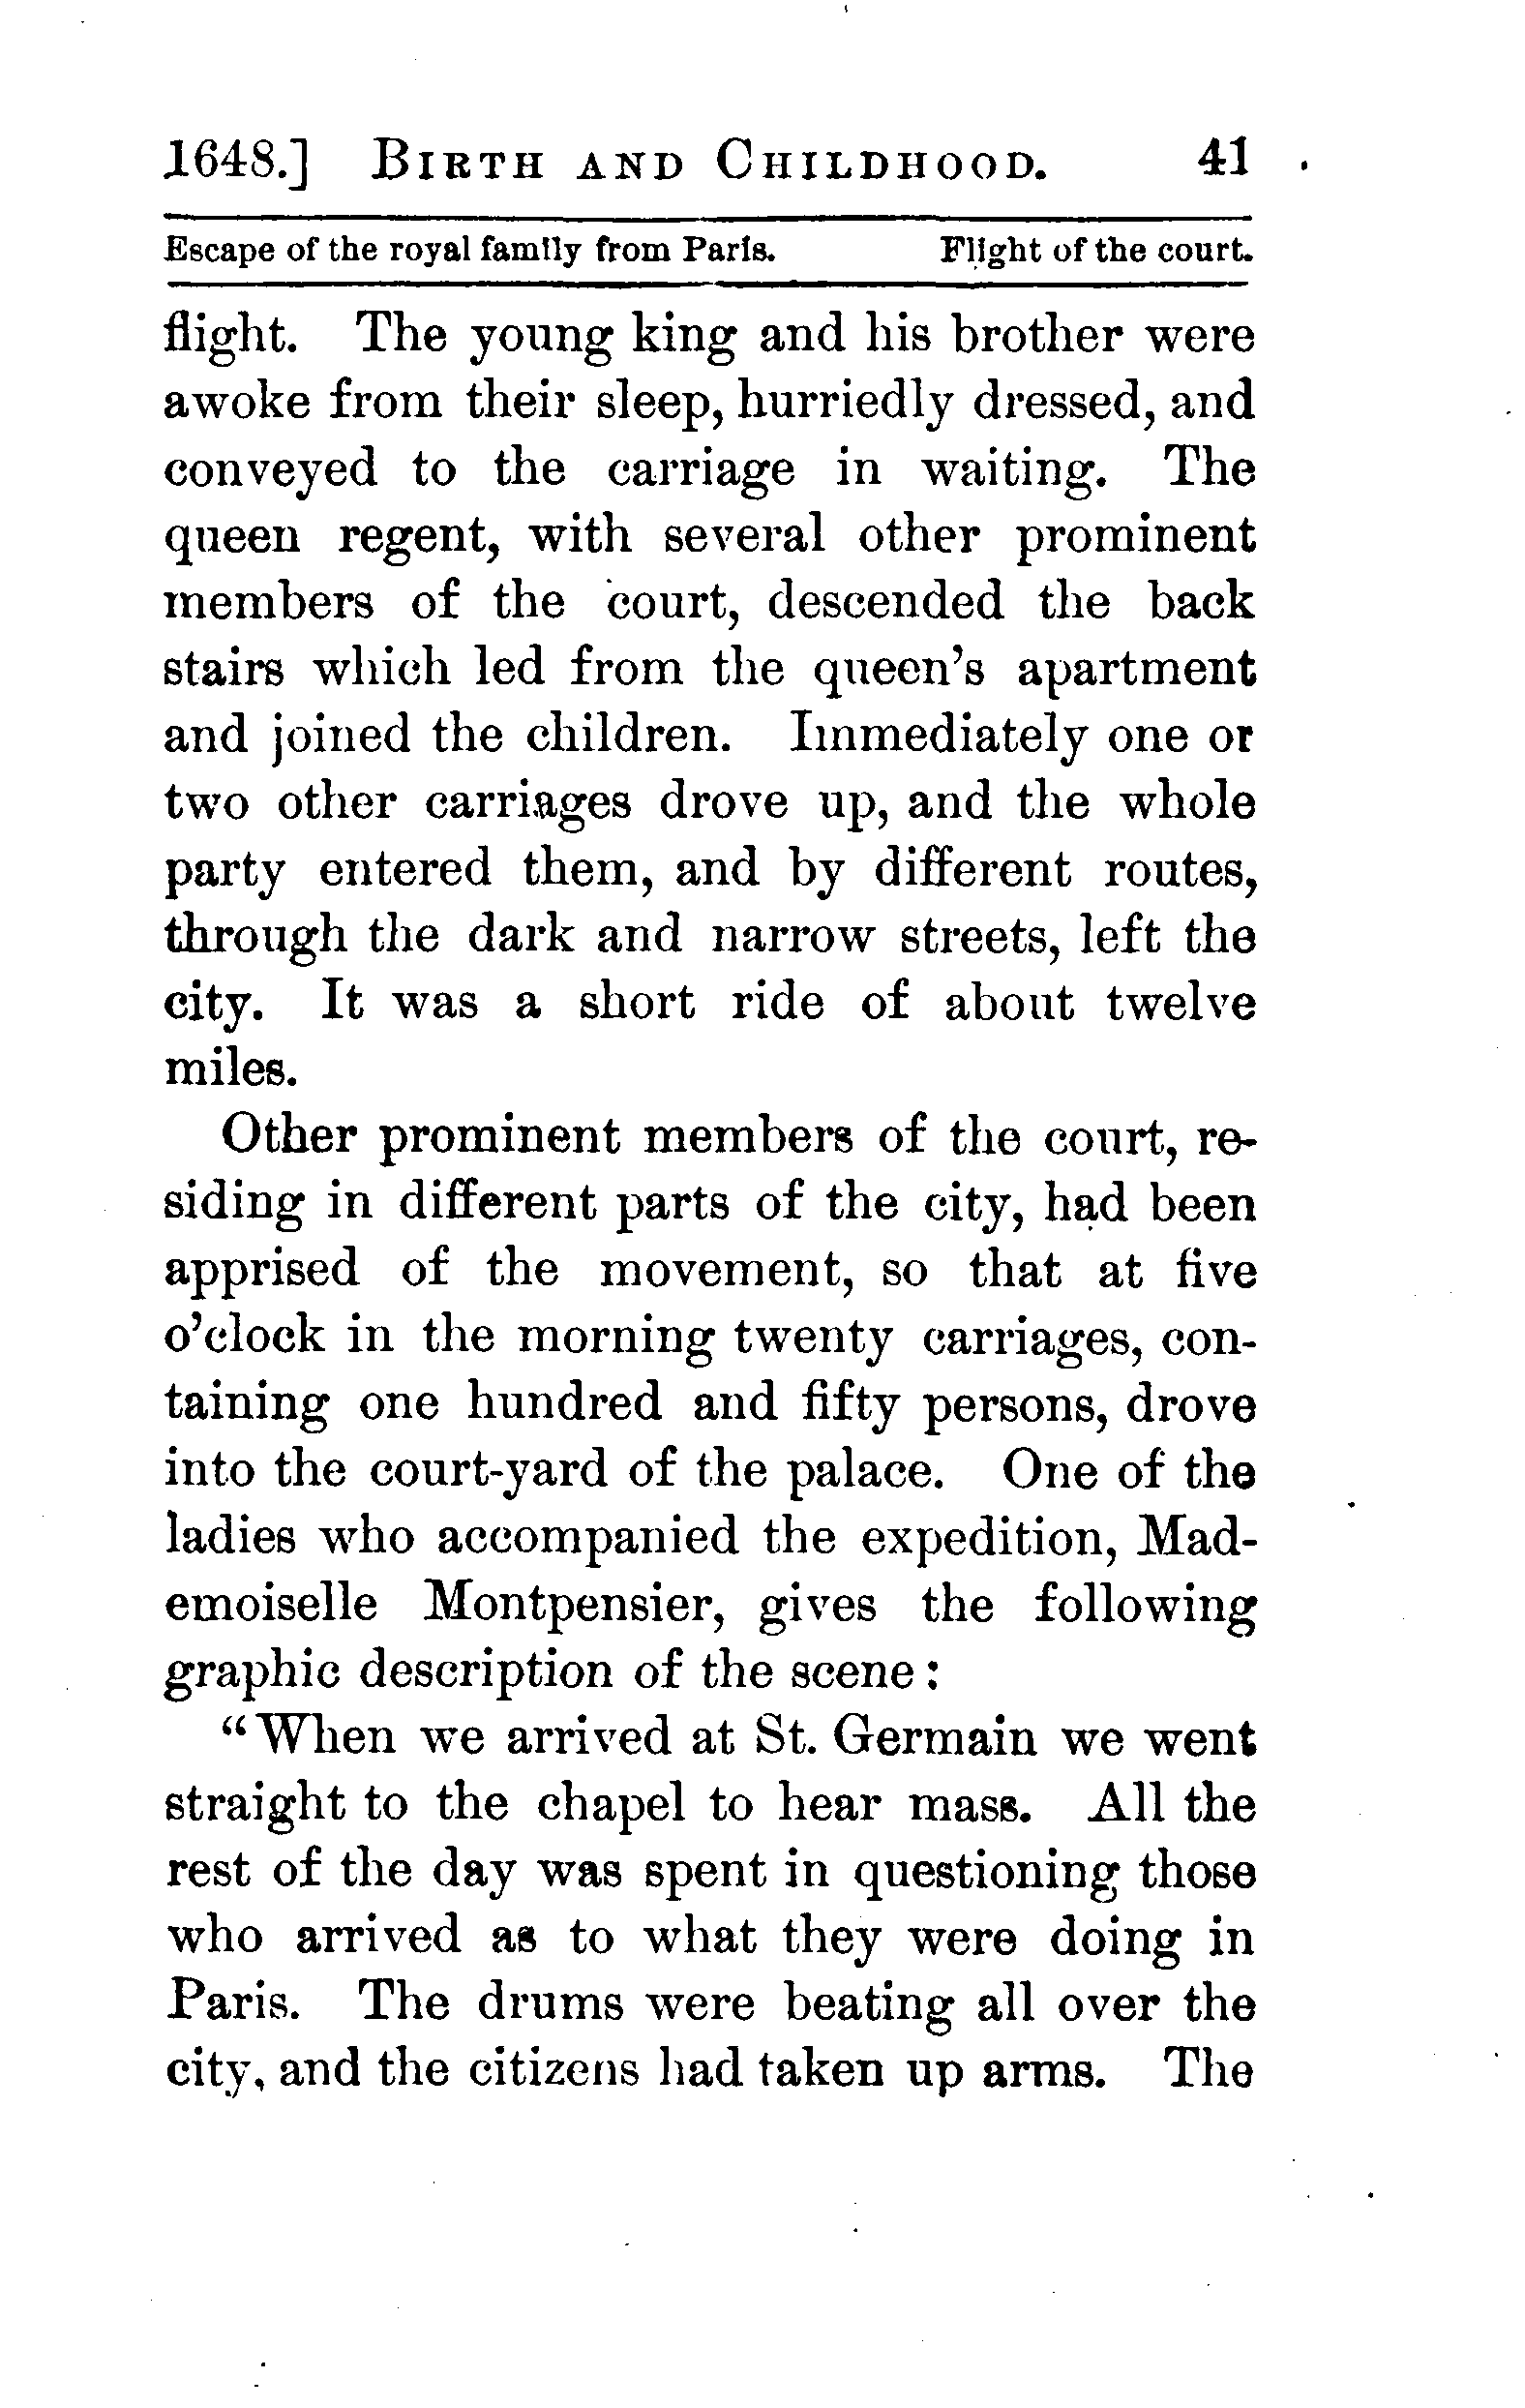 1648.] BIRTH AND CHILDHOOD. 41
Escape of the royal family from Paris. Flight of the court.
flight. The young king and his brother were
awoke from their sleep, hurriedly dressed, and
conveyed to the carriage in waiting. The
queen regent, with several other prominent
members of the court, descended the back
stairs which led from the queen's apartment
and joined the children. Immediately one or
two other carriages drove up, and the whole
party entered them, and by different routes,
through the dark and narrow streets, left the
city. It was a short ride of about twelve
miles.
Other prominent members of the court, re-
siding in different parts of the city, had been
apprised of the movement, so that at five
o'clock in the morning twenty carriages, con-
taining one hundred and fifty persons, drove
into the court-yard of the palace. One of the
ladies who accompanied the expedition, Mad-
emoiselle Montpensier, gives the following
graphic description of the scene:
"When we arrived at St. Germain we went
straight to the chapel to hear mass. All the
rest of the day was spent in questioning those
who arrived as to what they were doing in
Paris. The drums were beating all over the
city, and the citizens had taken up arms. The